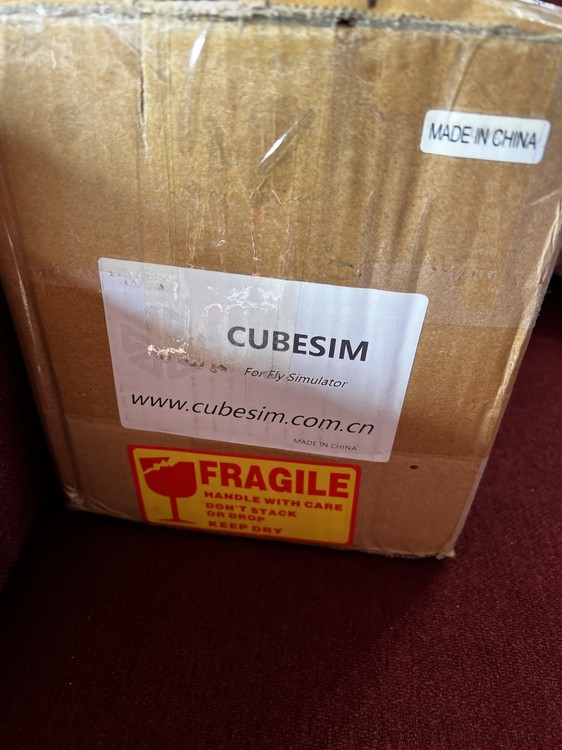 MADE IN CHINA
CUBESIM
For Fly Simulator
www.cubesim.com.cn
MADE IN CHINA
FRAGILE
HANDLE WITH CARE
DON'T STACK
OR DROP
KEEP DRY